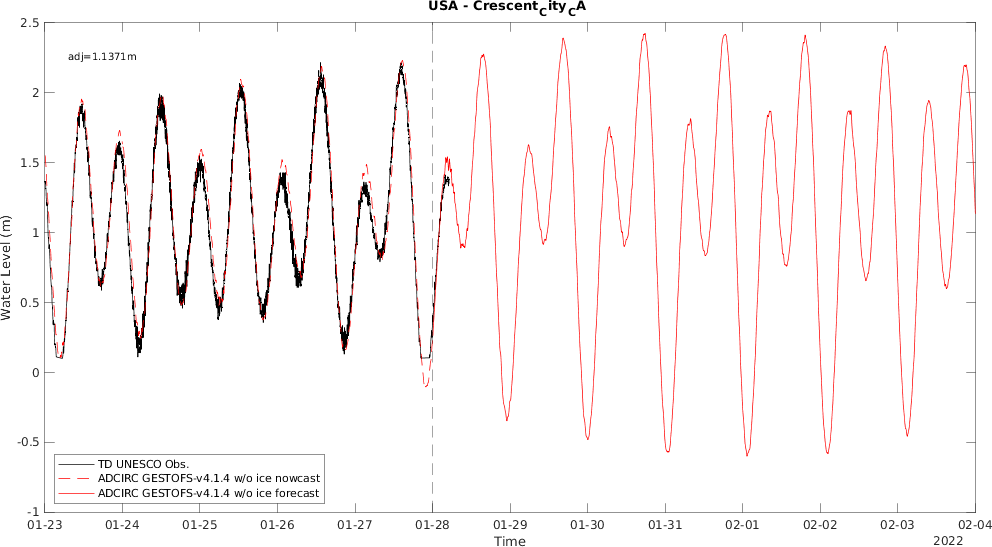 USA - Crescent_City_CA
adj=1.1371m
2.5
2
1.5
1
0.5
0
-0.5
-1
Water Level (m)
TD UNESCO Obs.
ADCIRC GESTOFS-v4.1.4 w/o ice nowcast
ADCIRC GESTOFS-v4.1.4 w/o ice forecast
01-23 01-24 01-25 01-26 01-27 01-28 01-29 01-30 01-31 02-01 02-02 02-03 02-04
Time
2022